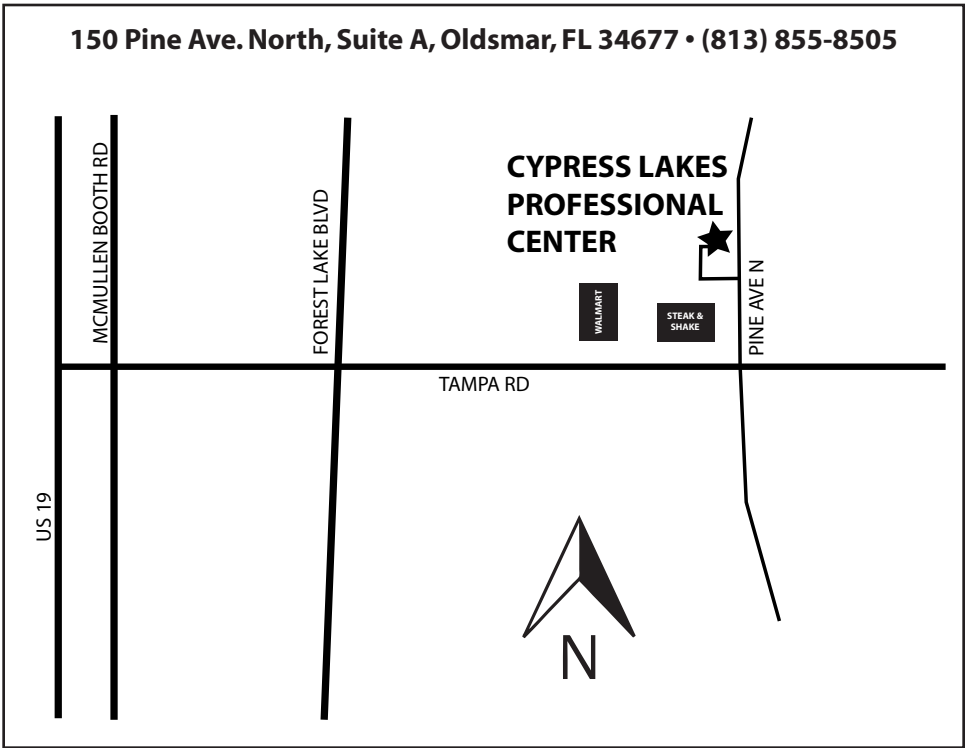 150 Pine Ave. North, Suite A, Oldsmar, FL 34677 • (813) 855-8505
MCMULLEN BOOTH RD
FOREST LAKE BLVD
CYPRESS LAKES
PROFESSIONAL
CENTER
WALMART
STEAK &
SHAKE
PINE AVE N
TAMPA RD
US 19
N